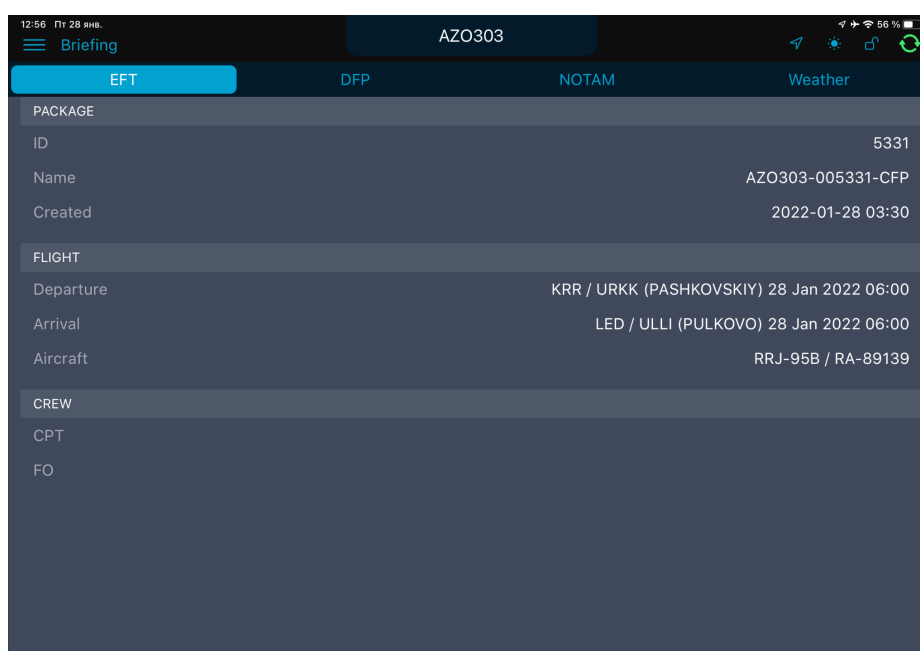 12:56 Пт 28 янв.
56 %
Briefing
AZO303
EFT
DFP
NOTAM
Weather
PACKAGE
ID 5331
Name AZO303-005331-CFP
Created 2022-01-28 03:30
FLIGHT
Departure KRR / URKK (PASHKOVSKIY) 28 Jan 2022 06:00
Arrival LED / ULLI (PULKOVO) 28 Jan 2022 06:00
Aircraft RRJ-95B / RA-89139
CREW
CPT
FO